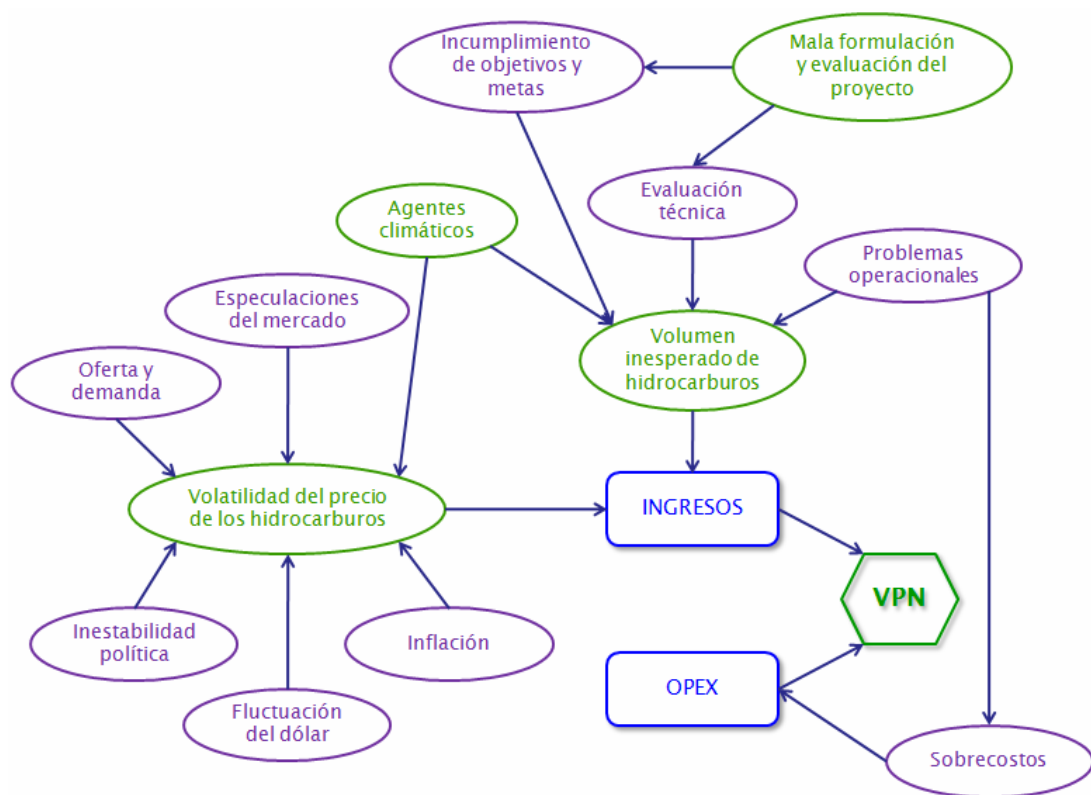 Incumplimiento
de objetivos y
metas
Mala formulación
y evaluación del
proyecto
Agentes
climáticos
Evaluación
técnica
Problemas
operacionales
Especulaciones
del mercado
Volumen
inesperado de
hidrocarburos
Oferta y
demanda
Volatilidad del precio
de los hidrocarburos
INGRESOS
VPN
Inestabilidad
política
Inflación
OPEX
Fluctuación
del dólar
Sobrecostos